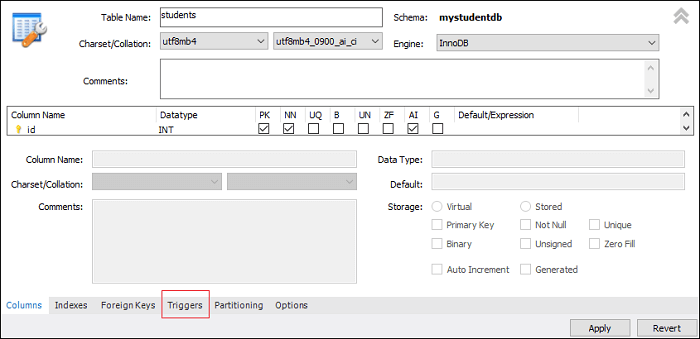 Table Name: students Schema: mystudentdb
Charset/Collation: utf8mb4 utf8mb4_0900_ai_ci Engine: InnoDB
Comments:
Column Name Datatype PK NN UQ B UN ZF AI G Default/Expression
id INT
Column Name: Data Type:
Charset/Collation: Default:
Comments: Storage: Virtual Stored
Primary Key Not Null Unique
Binary Unsigned Zero Fill
Auto Increment Generated
Columns Indexes Foreign Keys Triggers Partitioning Options
Apply Revert